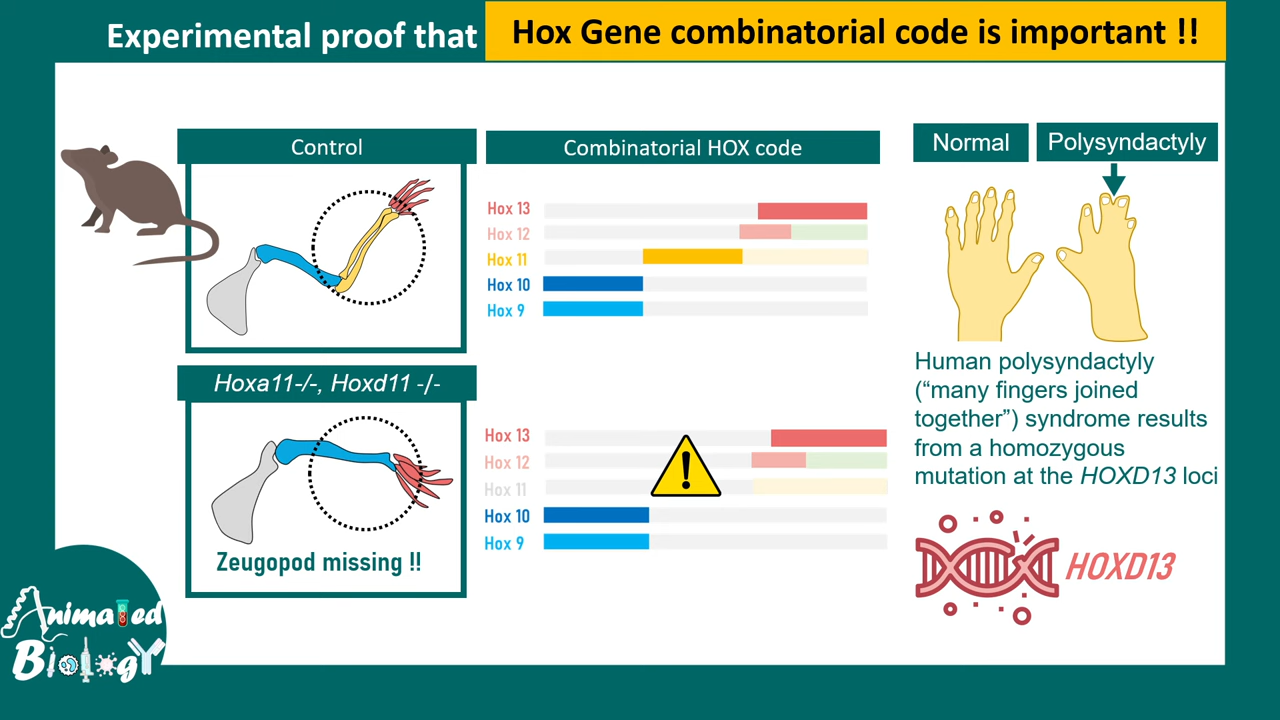 Experimental proof that Hox Gene combinatorial code is important !!
Control
Combinatorial HOX code
Hox 13
Hox 12
Hox 11
Hox 10
Hox 9
Hoxa11-/-, Hoxd11 -/-
Zeugopod missing !!
Hox 13
Hox 12
Hox 11
Hox 10
Hox 9
Normal
Polysyndactyly
Human polysyndactyly
(“many fingers joined
together”) syndrome results
from a homozygous
mutation at the HOXD13 loci
HOXD13
Animated
Biology